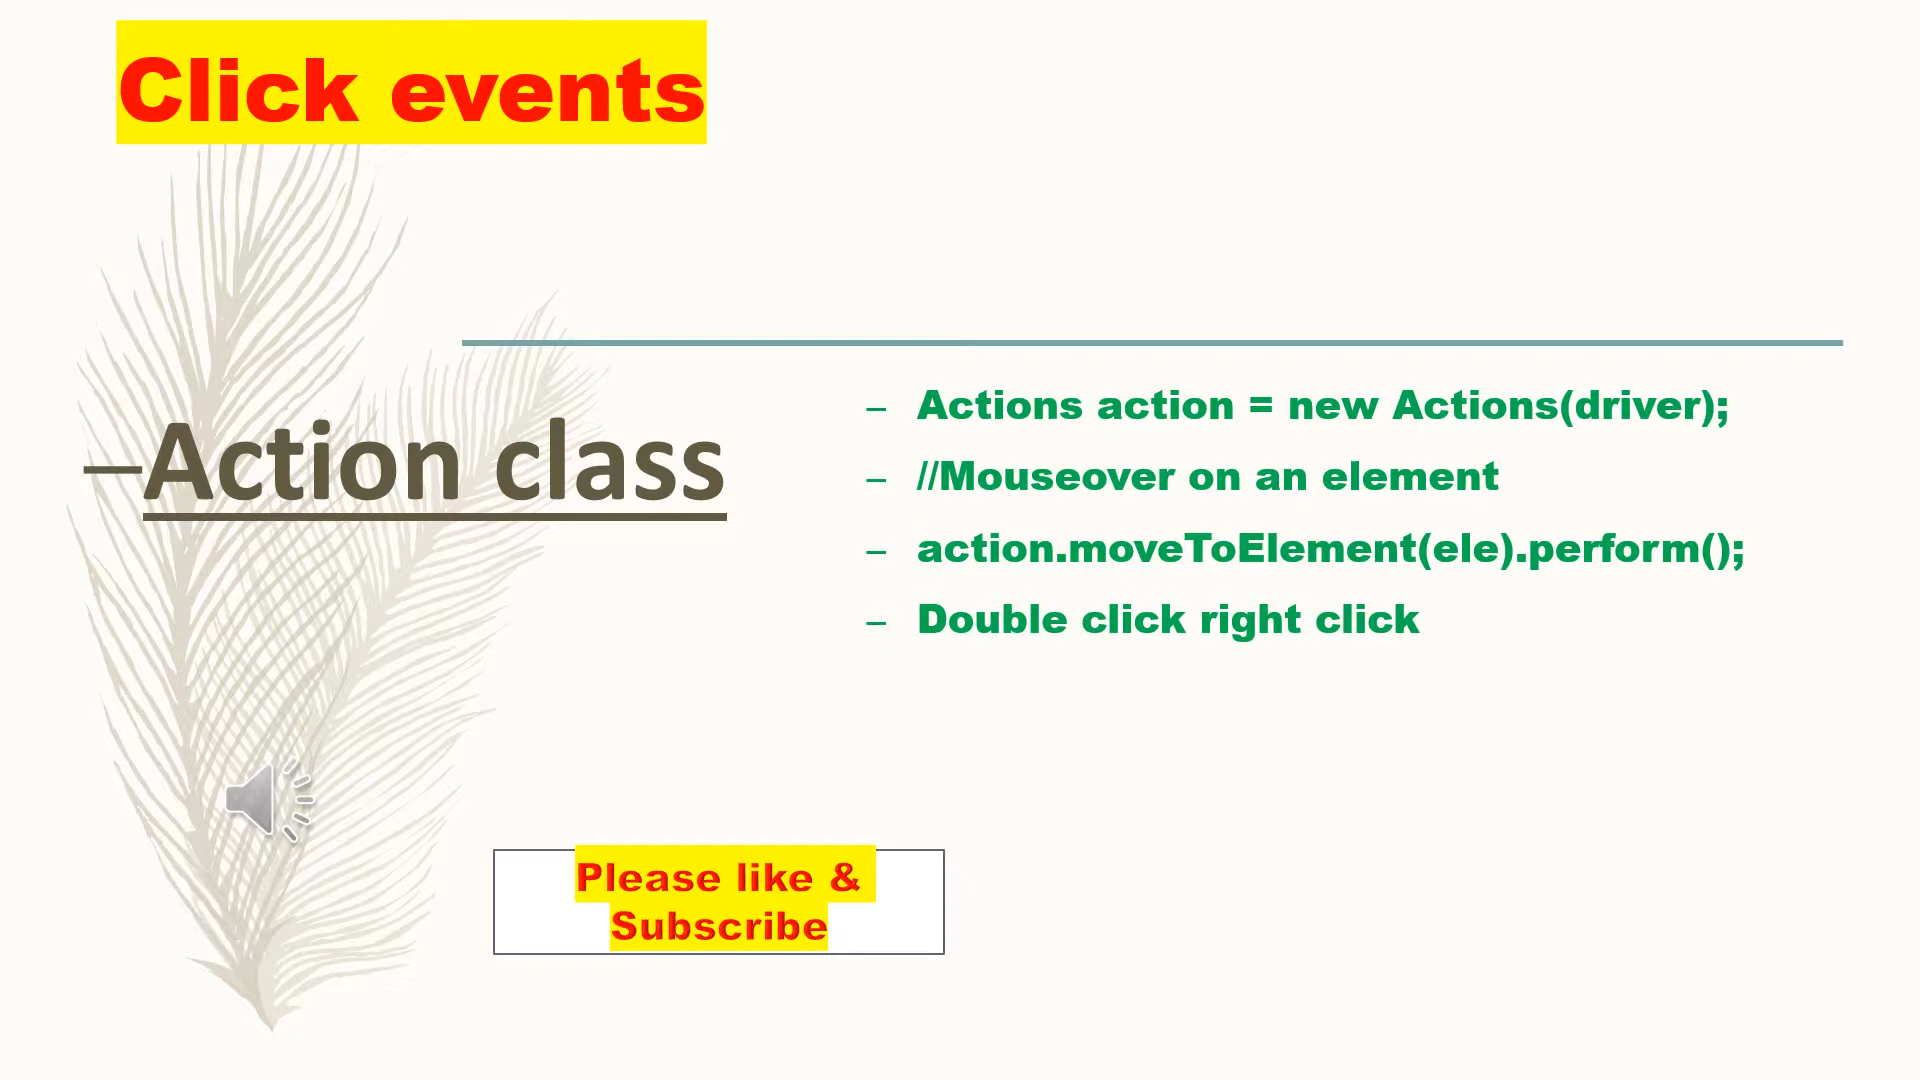 Click events
–Action class
– Actions action = new Actions(driver);
– //Mouseover on an element
– action.moveToElement(ele).perform();
– Double click right click
Please like &
Subscribe